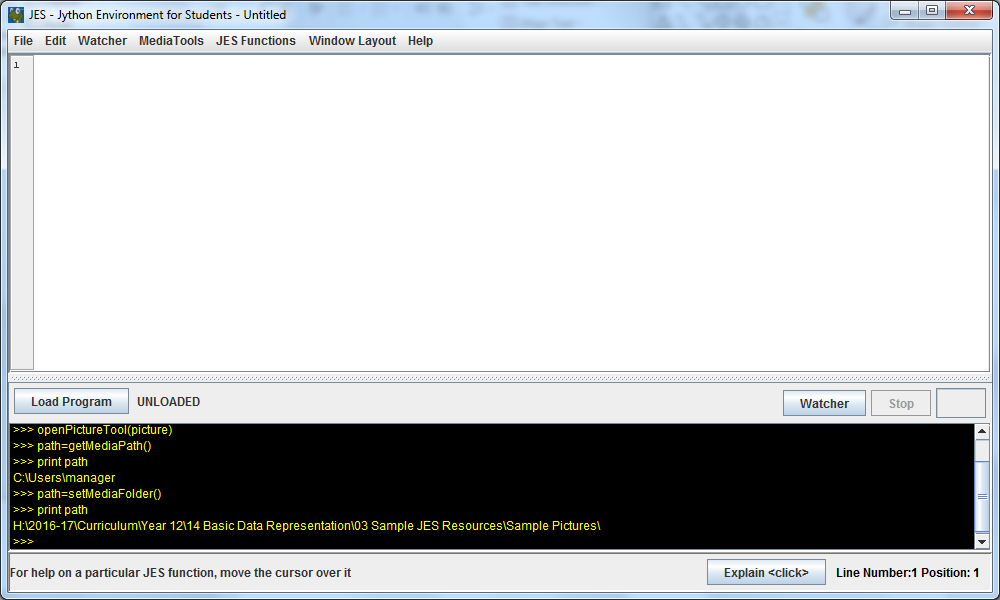 JES - Jython Environment for Students - Untitled
File Edit Watcher MediaTools JES Functions Window Layout Help
1
Load Program UNLOADED Watcher Stop
>>> openPictureTool(picture)
>>> path=getMediaPath()
>>> print path
C:\Users\manager
>>> path=setMediaFolder()
>>> print path
H:\2016-17\Curriculum\Year 12\14 Basic Data Representation\03 Sample JES Resources\Sample Pictures\
>>>
For help on a particular JES function, move the cursor over it Explain <click> Line Number:1 Position: 1